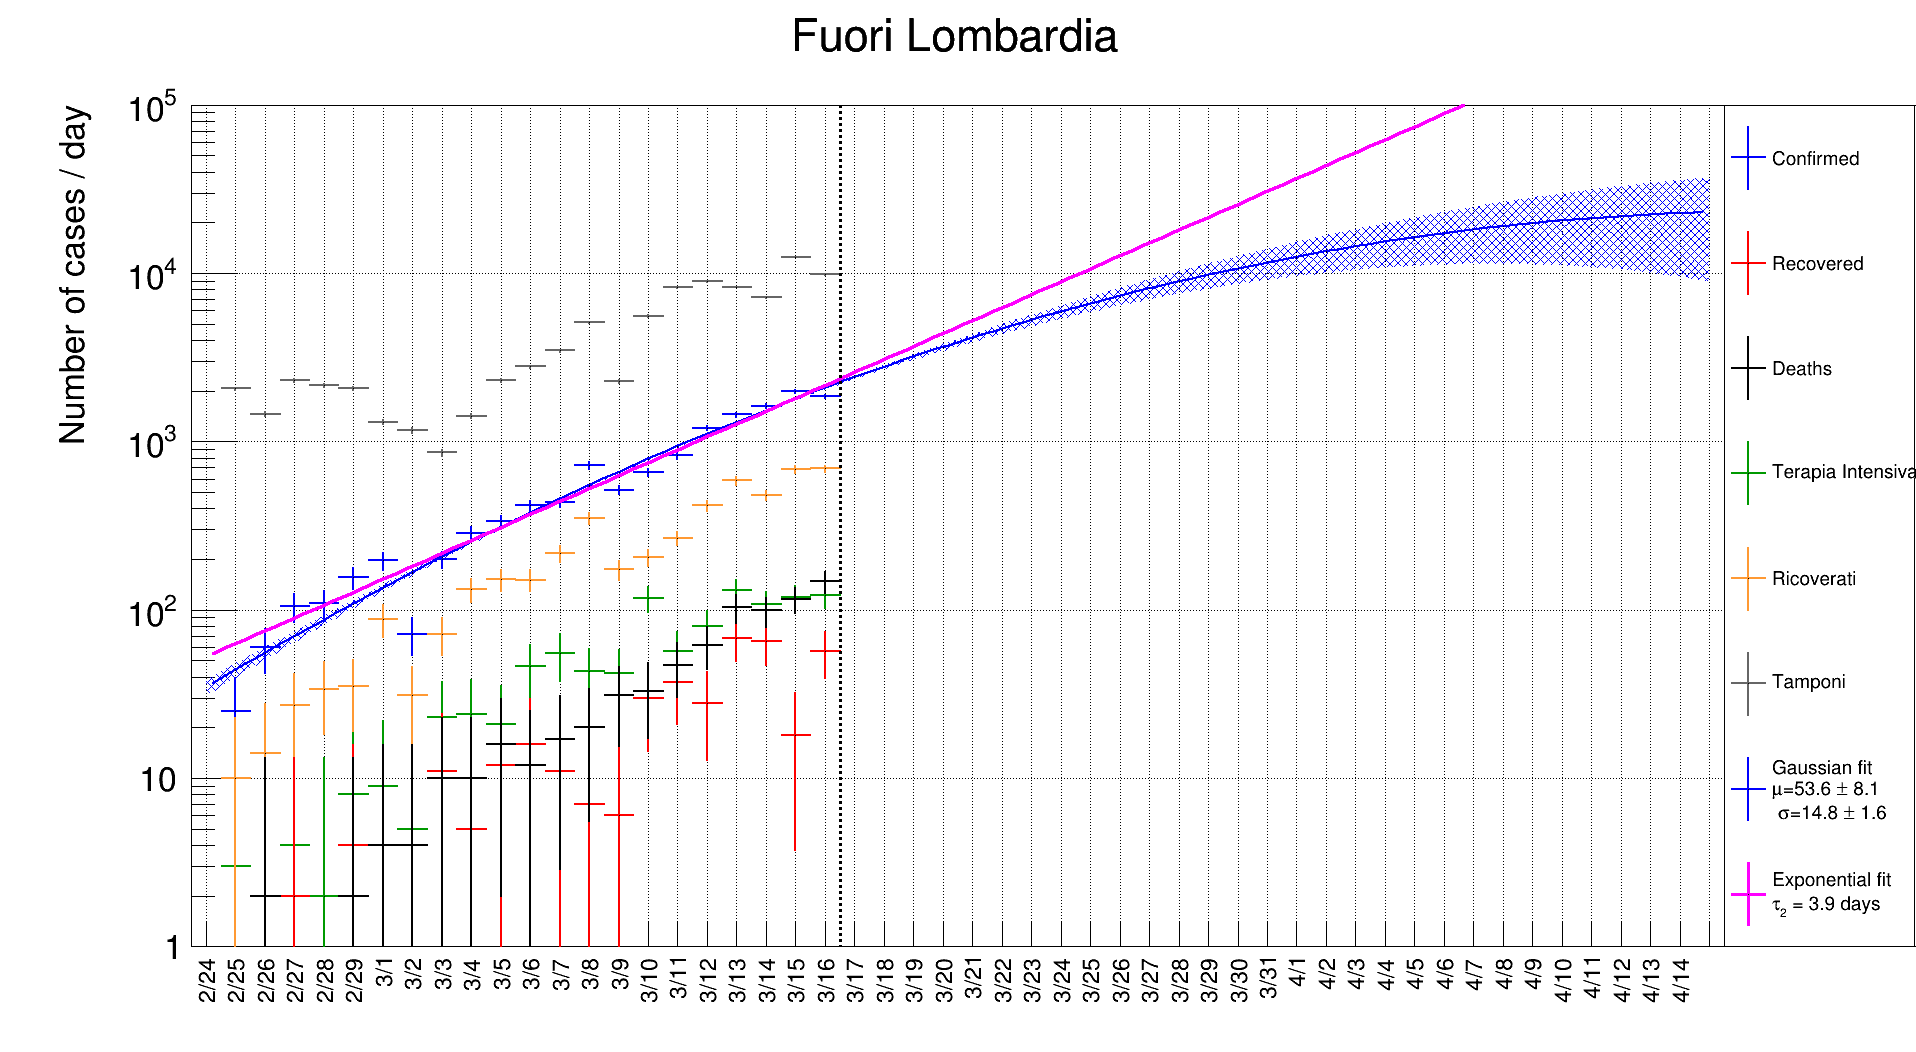 Fuori Lombardia
Number of cases / day
10^5
10^4
10^3
10^2
10
1
2/24 2/25 2/26 2/27 2/28 2/29 3/1 3/2 3/3 3/4 3/5 3/6 3/7 3/8 3/9 3/10 3/11 3/12 3/13 3/14 3/15 3/16 3/17 3/18 3/19 3/20 3/21 3/22 3/23 3/24 3/25 3/26 3/27 3/28 3/29 3/30 3/31 4/1 4/2 4/3 4/4 4/5 4/6 4/7 4/8 4/9 4/10 4/11 4/12 4/13 4/14
Confirmed
Recovered
Deaths
Terapia Intensiva
Ricoverati
Tamponi
Gaussian fit
μ=53.6 ± 8.1
σ=14.8 ± 1.6
Exponential fit
τ₂ = 3.9 days